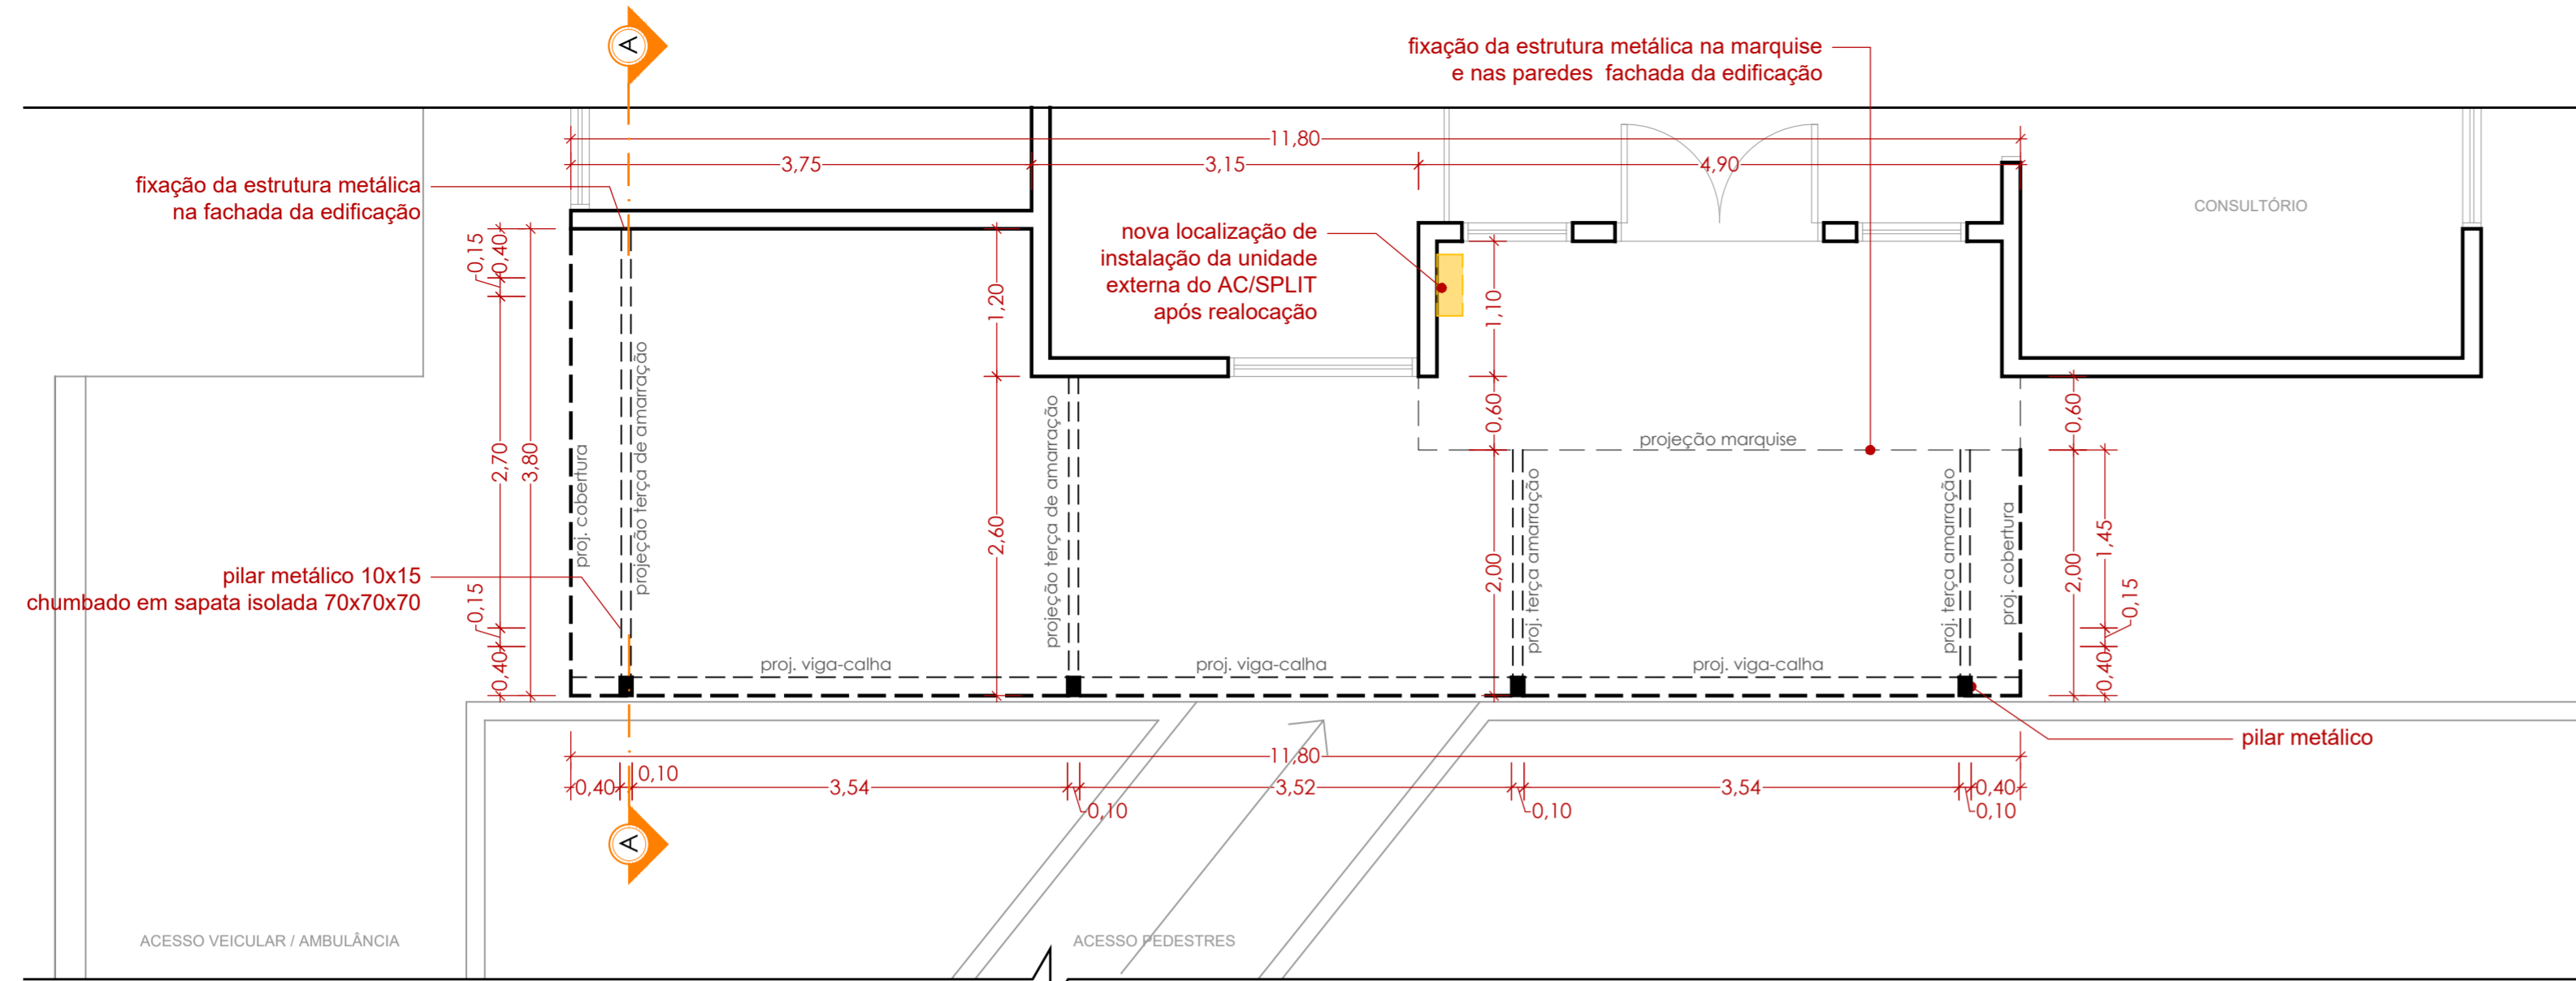 A
fixação da estrutura metálica na marquise
e nas paredes fachada da edificação
11,80
3,75
3,15
4,90
fixação da estrutura metálica
na fachada da edificação
CONSULTÓRIO
nova localização de
instalação da unidade
externa do AC/SPLIT
após realocação
0,15
0,40
1,20
1,10
0,60
0,60
projeção marquise
2,70
3,80
proj. cobertura
projeção terça de amarração
projeção terça de amarração
2,60
2,00
proj. terça amarração
proj. terça amarração
proj. cobertura
2,00
1,45
0,15
pilar metálico 10x15
chumbado em sapata isolada 70x70x70
0,15
0,40
0,40
proj. viga-calha
proj. viga-calha
proj. viga-calha
pilar metálico
11,80
0,40
0,10
3,54
0,10
3,52
0,10
3,54
0,40
0,10
A
ACESSO VEICULAR / AMBULÂNCIA
ACESSO PEDESTRES